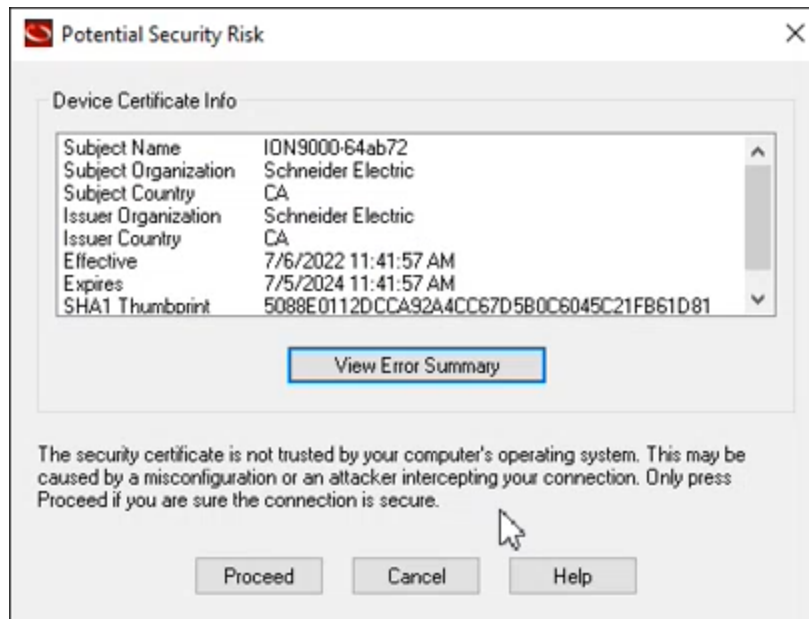 Potential Security Risk
Device Certificate Info
Subject Name ION9000-64ab72
Subject Organization Schneider Electric
Subject Country CA
Issuer Organization Schneider Electric
Issuer Country CA
Effective 7/6/2022 11:41:57 AM
Expires 7/5/2024 11:41:57 AM
SHA1 Thumbprint 5088E0112DCCA92A4CC67D5B0C6045C21FB61D81
View Error Summary
The security certificate is not trusted by your computer's operating system. This may be
caused by a misconfiguration or an attacker intercepting your connection. Only press
Proceed if you are sure the connection is secure.
Proceed Cancel Help